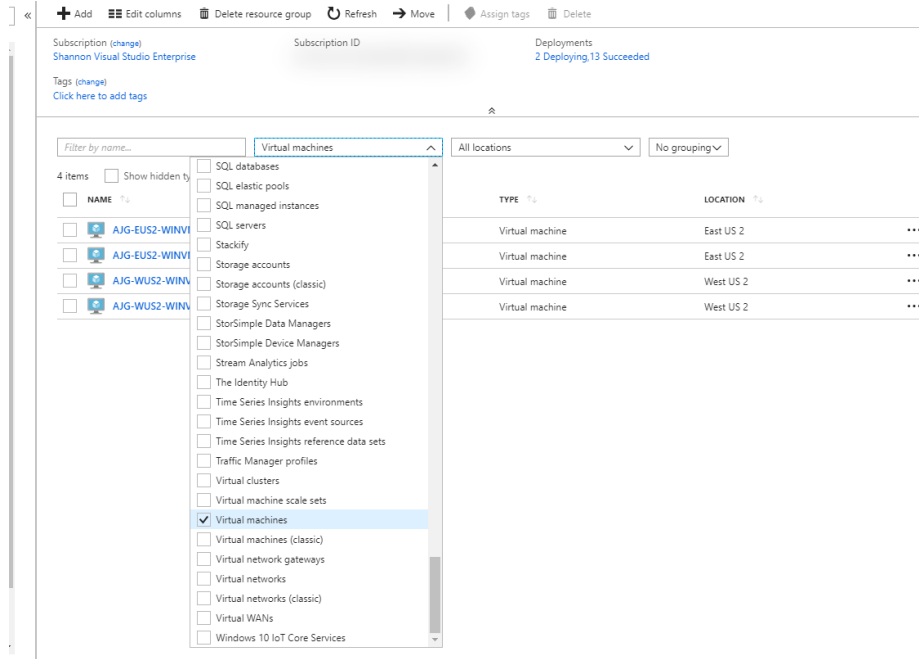 « Add Edit columns Delete resource group Refresh Move Assign tags Delete
Subscription (change) Subscription ID Deployments
Shannon Visual Studio Enterprise 2 Deploying,13 Succeeded
Tags (change)
Click here to add tags
Filter by name... Virtual machines All locations No grouping
4 items Show hidden ty
NAME TYPE LOCATION
AJG-EUS2-WINV Virtual machine East US 2 ...
AJG-EUS2-WINV Virtual machine East US 2 ...
AJG-WUS2-WINV Virtual machine West US 2 ...
AJG-WUS2-WINV Virtual machine West US 2 ...
SQL databases
SQL elastic pools
SQL managed instances
SQL servers
Stackify
Storage accounts
Storage accounts (classic)
Storage Sync Services
StorSimple Data Managers
StorSimple Device Managers
Stream Analytics jobs
The Identity Hub
Time Series Insights environments
Time Series Insights event sources
Time Series Insights reference data sets
Traffic Manager profiles
Virtual clusters
Virtual machine scale sets
Virtual machines
Virtual machines (classic)
Virtual network gateways
Virtual networks
Virtual networks (classic)
Virtual WANs
Windows 10 IoT Core Services